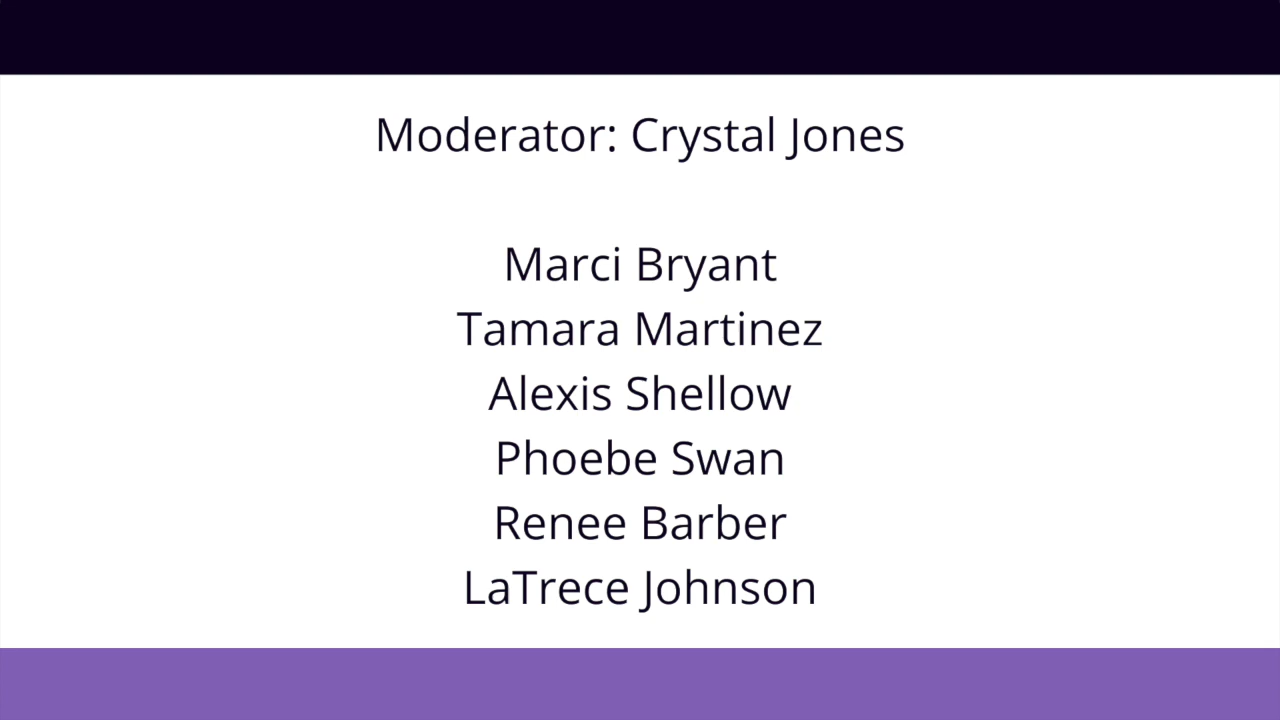 Moderator: Crystal Jones
Marci Bryant
Tamara Martinez
Alexis Shellow
Phoebe Swan
Renee Barber
LaTrece Johnson